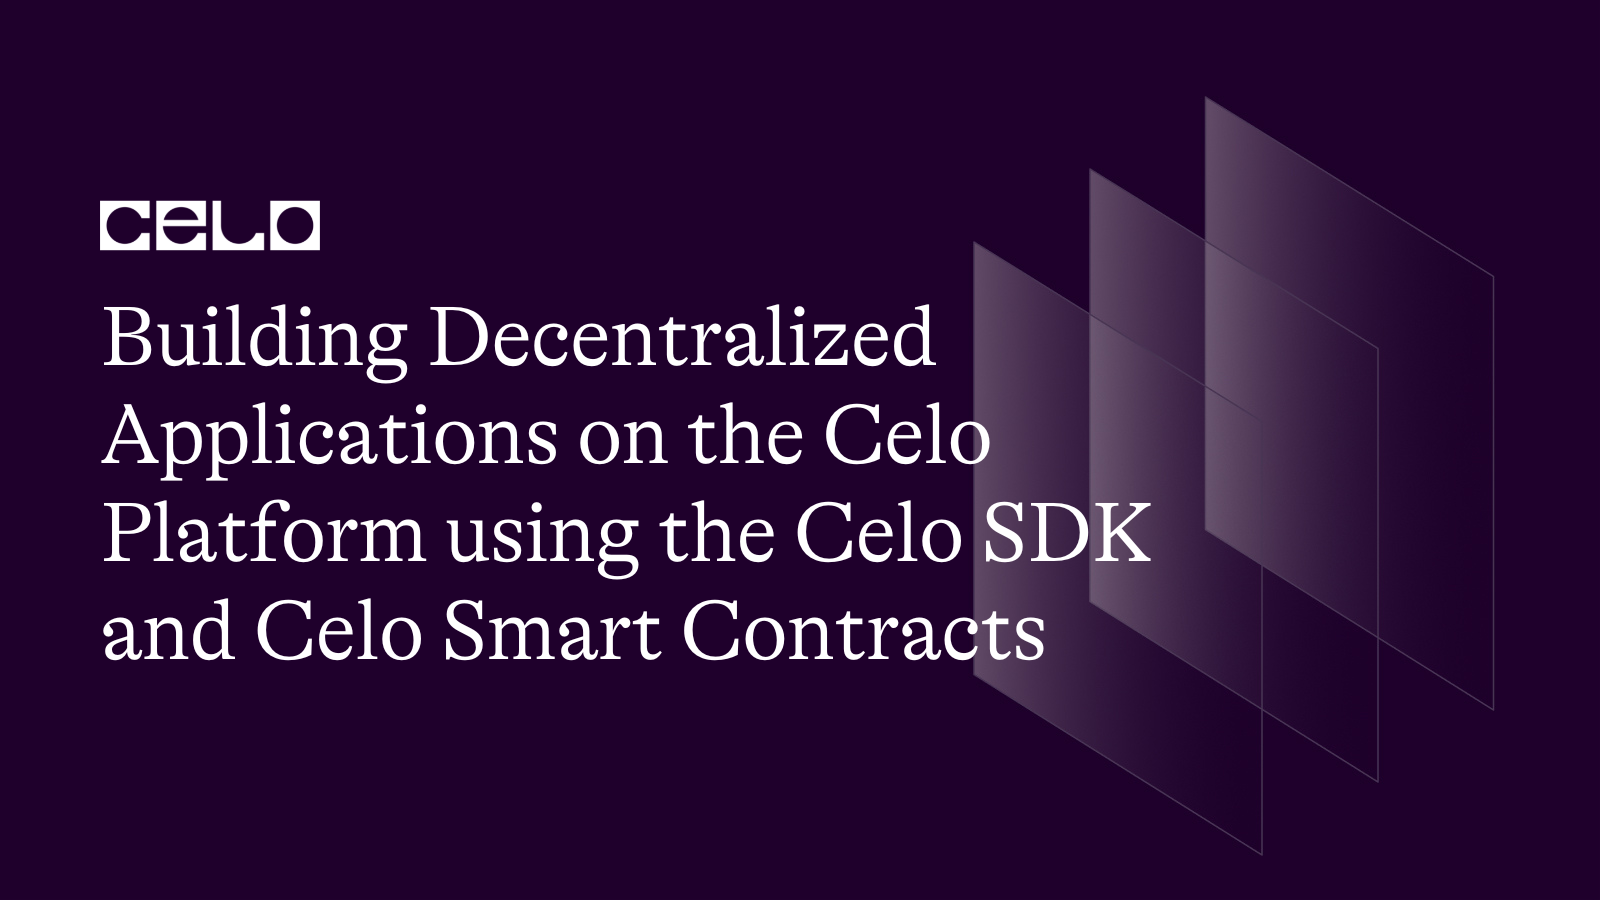 CELO
Building Decentralized
Applications on the Celo
Platform using the Celo SDK
and Celo Smart Contracts